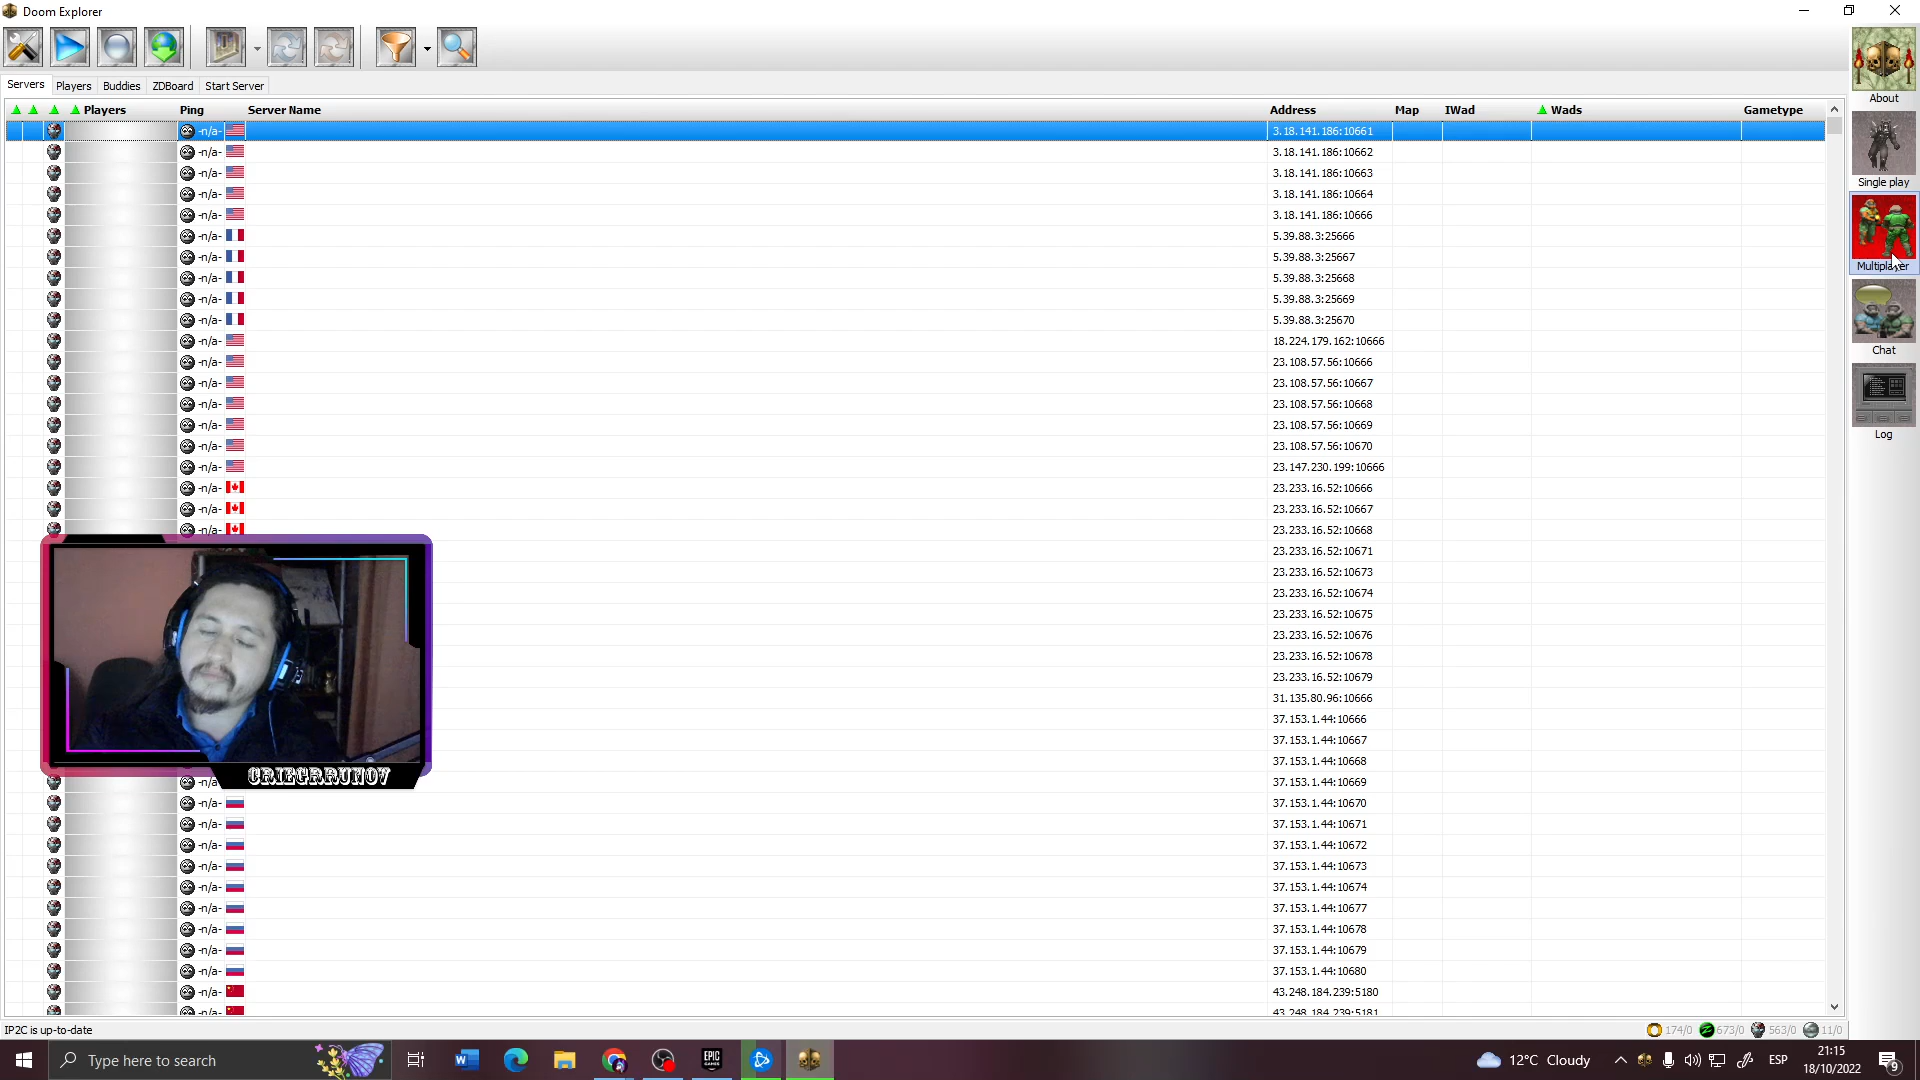 Doom Explorer
Servers Players Buddies ZDBoard Start Server
Players Ping Server Name Address Map IWad Wads Gametype
-n/a- 3.18.141.186:10661
-n/a- 3.18.141.186:10662
-n/a- 3.18.141.186:10663
-n/a- 3.18.141.186:10664
-n/a- 3.18.141.186:10666
-n/a- 5.39.88.3:25666
-n/a- 5.39.88.3:25667
-n/a- 5.39.88.3:25668
-n/a- 5.39.88.3:25669
-n/a- 5.39.88.3:25670
-n/a- 18.224.179.162:10666
-n/a- 23.108.57.56:10666
-n/a- 23.108.57.56:10667
-n/a- 23.108.57.56:10668
-n/a- 23.108.57.56:10669
-n/a- 23.108.57.56:10670
-n/a- 23.147.230.199:10666
-n/a- 23.233.16.52:10666
-n/a- 23.233.16.52:10667
-n/a- 23.233.16.52:10668
23.233.16.52:10671
23.233.16.52:10673
23.233.16.52:10674
23.233.16.52:10675
23.233.16.52:10676
23.233.16.52:10678
23.233.16.52:10679
31.135.80.96:10666
37.153.1.44:10666
37.153.1.44:10667
37.153.1.44:10668
-n/a 37.153.1.44:10669
-n/a- 37.153.1.44:10670
-n/a- 37.153.1.44:10671
-n/a- 37.153.1.44:10672
-n/a- 37.153.1.44:10673
-n/a- 37.153.1.44:10674
-n/a- 37.153.1.44:10677
-n/a- 37.153.1.44:10678
-n/a- 37.153.1.44:10679
-n/a- 37.153.1.44:10680
-n/a- 43.248.184.239:5180
-n/a- 43.248.184.239:5181
CRIEGRRUNOV
About
Single play
Multiplayer
Chat
Log
IP2C is up-to-date
174/0 673/0 563/0 11/0
Type here to search
EPIC GAMES
12°C Cloudy
ESP
21:15
18/10/2022
9